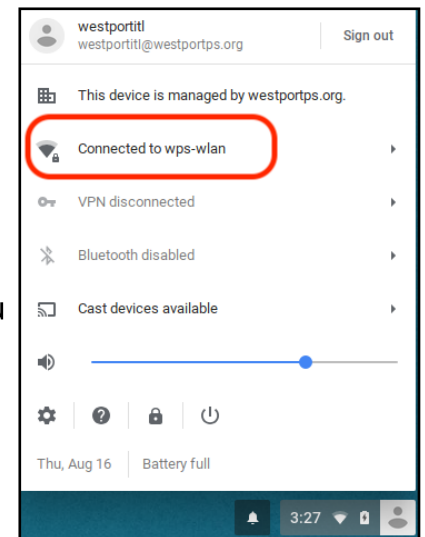 westportitl
westportitl@westportps.org
Sign out
This device is managed by westportps.org.
Connected to wps-wlan
VPN disconnected
Bluetooth disabled
Cast devices available
Thu, Aug 16
Battery full
3:27